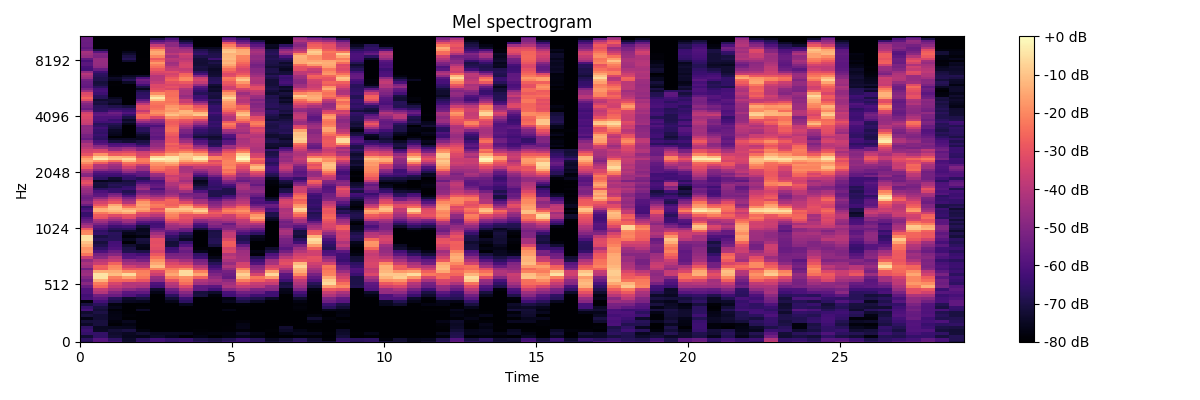 Mel spectrogram
Hz
8192
4096
2048
1024
512
0
0 5 10 15 20 25
Time
+0 dB
-10 dB
-20 dB
-30 dB
-40 dB
-50 dB
-60 dB
-70 dB
-80 dB